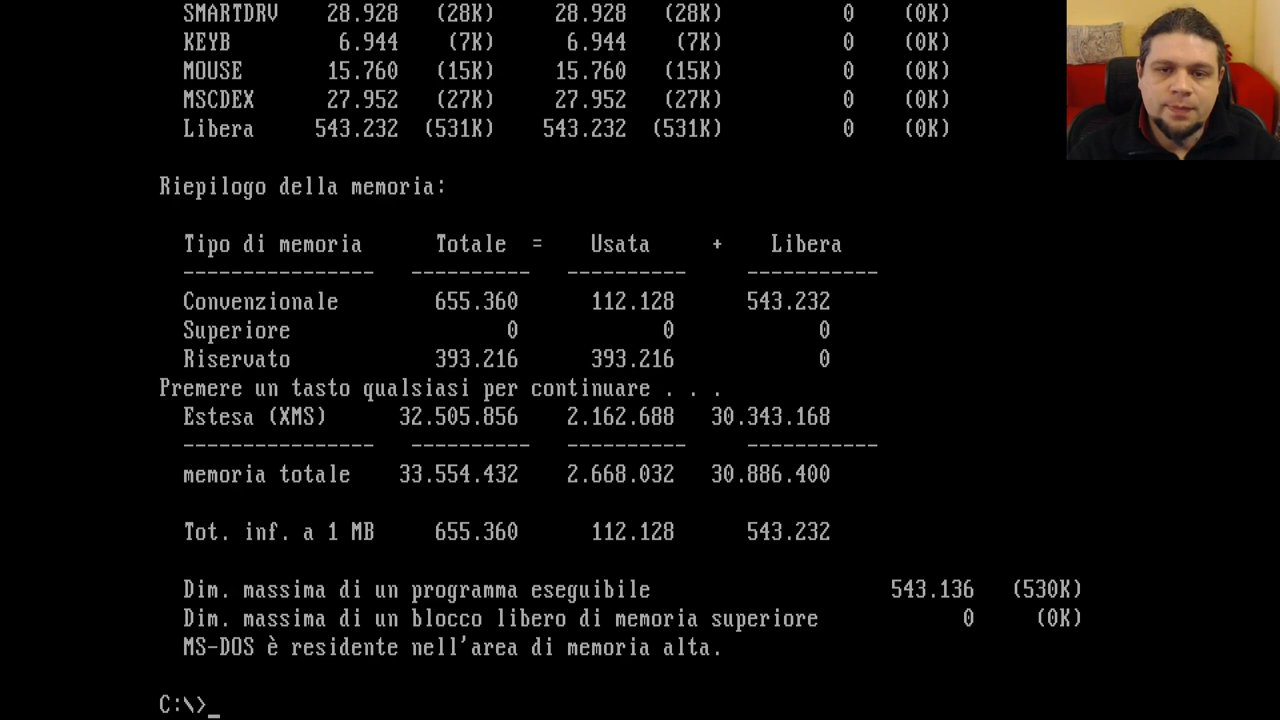 SMARTDRV 28.928 (28K) 28.928 (28K) 0 (0K)
KEYB 6.944 (7K) 6.944 (7K) 0 (0K)
MOUSE 15.760 (15K) 15.760 (15K) 0 (0K)
MSCDEX 27.952 (27K) 27.952 (27K) 0 (0K)
Libera 543.232 (531K) 543.232 (531K) 0 (0K)
Riepilogo della memoria:
Tipo di memoria Totale = Usata + Libera
---------------- ---------- ---------- -----------
Convenzionale 655.360 112.128 543.232
Superiore 0 0 0
Riservato 393.216 393.216 0
Premere un tasto qualsiasi per continuare . . .
Estesa (XMS) 32.505.856 2.162.688 30.343.168
---------------- ---------- ---------- -----------
memoria totale 33.554.432 2.668.032 30.886.400
Tot. inf. a 1 MB 655.360 112.128 543.232
Dim. massima di un programma eseguibile 543.136 (530K)
Dim. massima di un blocco libero di memoria superiore 0 (0K)
MS-DOS è residente nell'area di memoria alta.
C:\>_